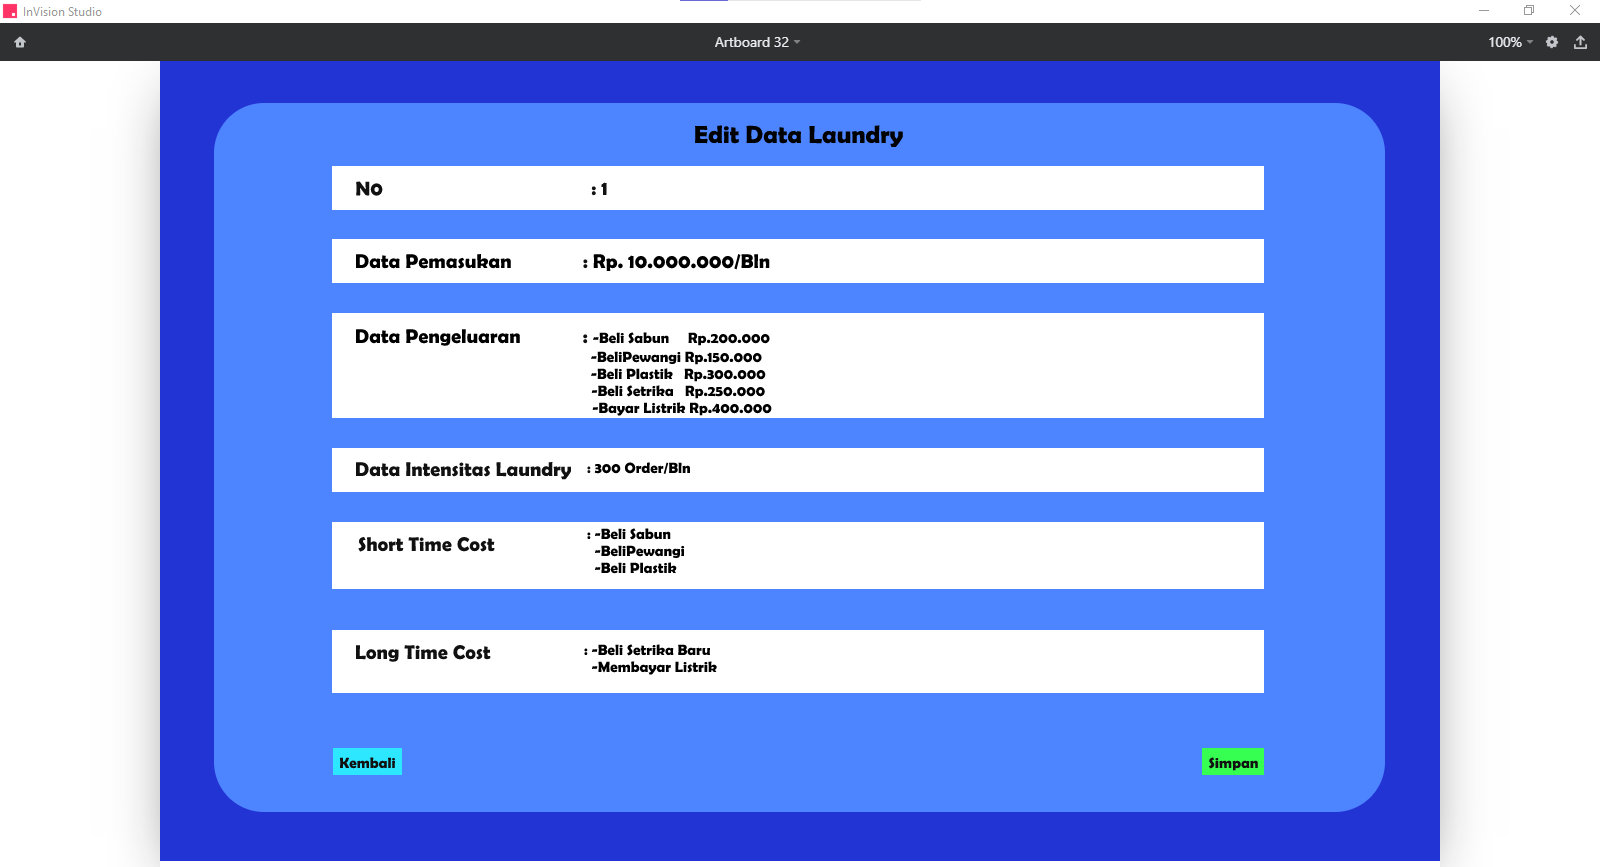 InVision Studio
Artboard 32
100%
Edit Data Laundry
No : 1
Data Pemasukan : Rp. 10.000.000/Bln
Data Pengeluaran : -Beli Sabun Rp.200.000
-BeliPewangi Rp.150.000
-Beli Plastik Rp.300.000
-Beli Setrika Rp.250.000
-Bayar Listrik Rp.400.000
Data Intensitas Laundry : 300 Order/Bln
Short Time Cost : -Beli Sabun
-BeliPewangi
-Beli Plastik
Long Time Cost : -Beli Setrika Baru
-Membayar Listrik
Kembali Simpan